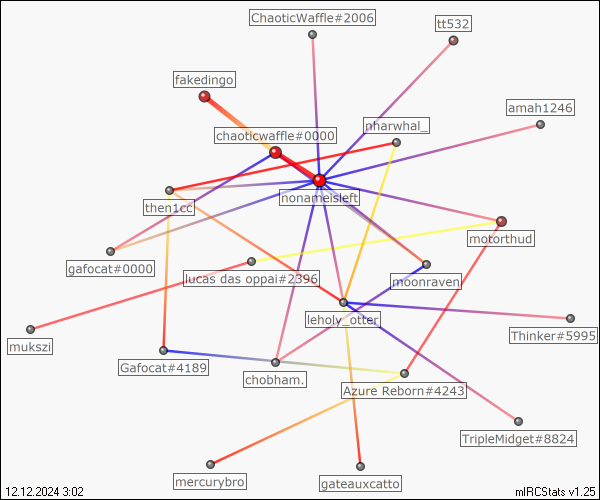 ChaoticWaffle#2006
tt532
fakedingo
amah1246
nharwhal_
chaoticwaffle#0000
nonameisleft
then1cc
motorthud
gafocat#0000
lucas das oppai#2396
moonraven
leholy_otter
Thinker#5995
mukszi
Gafocat#4189
chobham.
Azure Reborn#4243
TripleMidget#8824
mercurybro
gateauxcatto
12.12.2024 3:02
mIRCStats v1.25